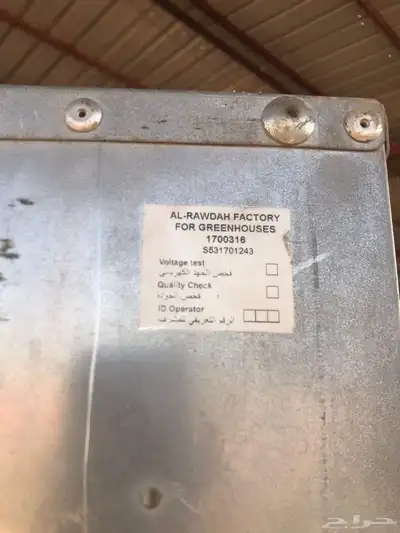 AL-RAWDAH FACTORY
FOR GREENHOUSES
1700316
S531701243
Voltage test
فحص الجهد الكهربي
Quality Check
فحص الجودة
ID Operator
الرقم التعريفي للمشرف
حراج